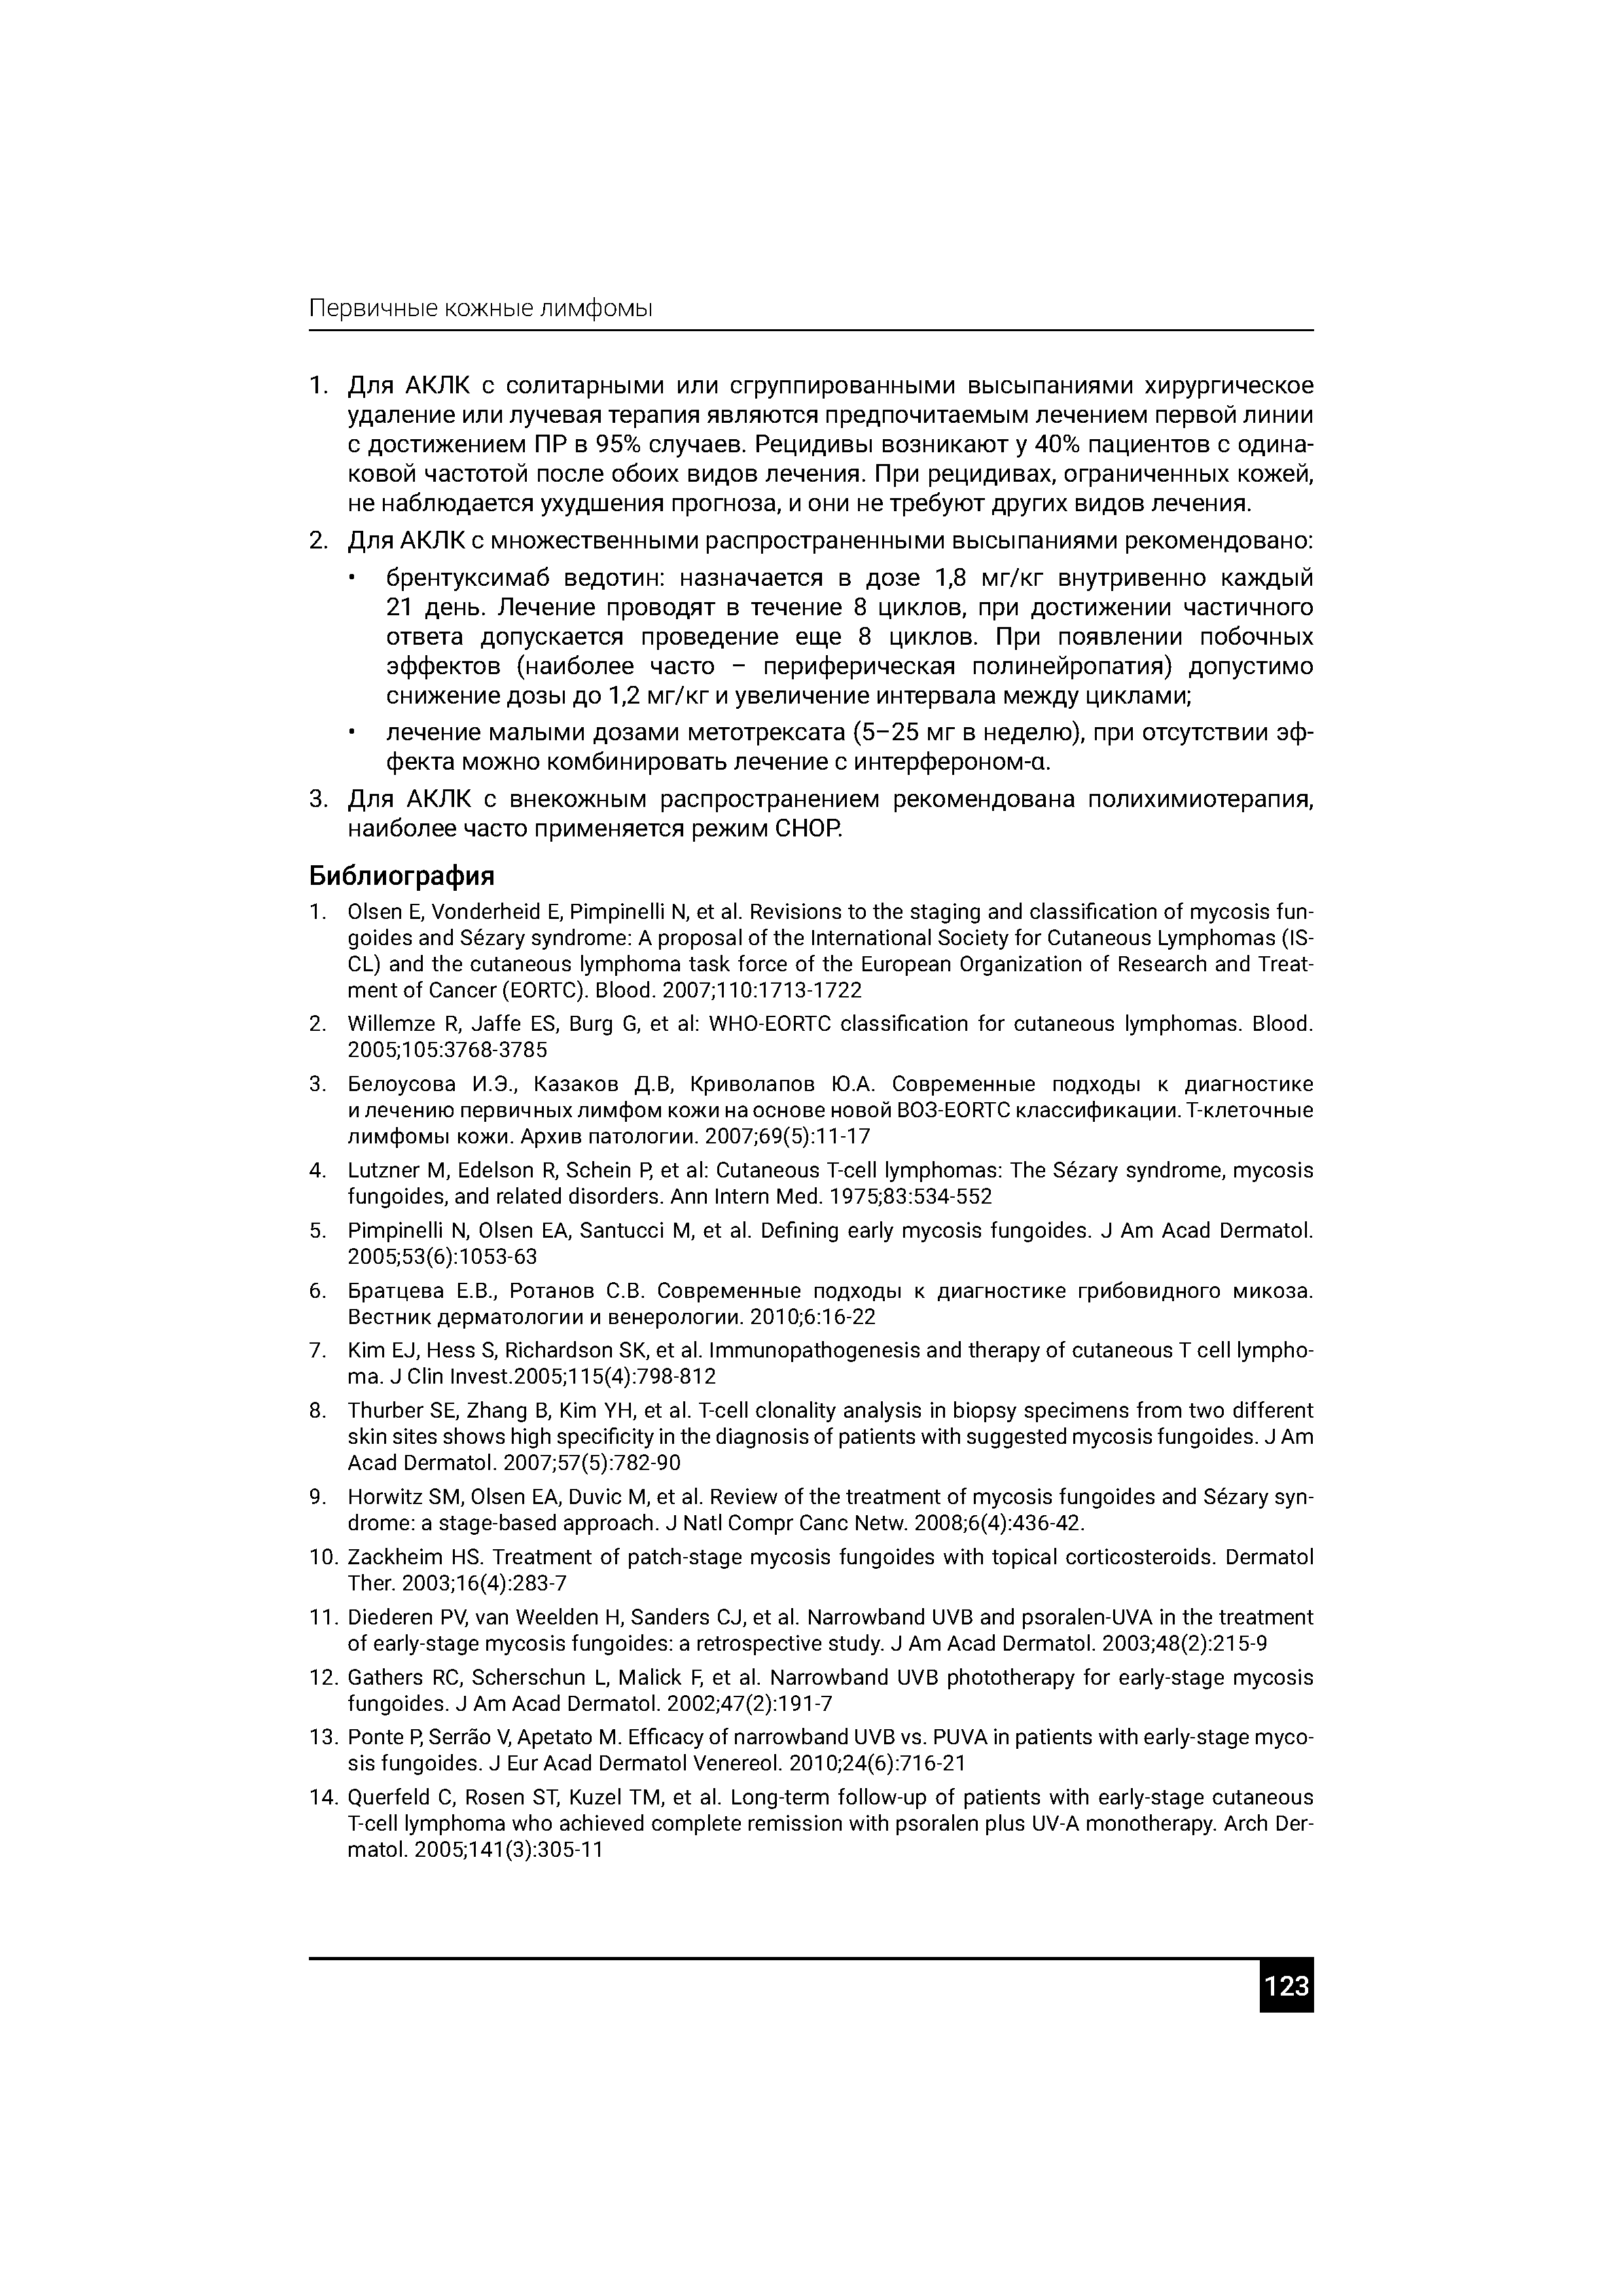 Первичные кожные лимфомы
1. Для АКЛК с солитарными или сгруппированными высыпаниями хирургическое
удаление или лучевая терапия являются предпочитаемым лечением первой линии
с достижением ПР в 95% случаев. Рецидивы возникают у 40% пациентов с одина-
ковой частотой после обоих видов лечения. При рецидивах, ограниченных кожей,
не наблюдается ухудшения прогноза, и они не требуют других видов лечения.
2. Для АКЛК с множественными распространенными высыпаниями рекомендовано:
• брентуксимаб ведотин: назначается в дозе 1,8 мг/кг внутривенно каждый
21 день. Лечение проводят в течение 8 циклов, при достижении частичного
ответа допускается проведение еще 8 циклов. При появлении побочных
эффектов (наиболее часто – периферическая полинейропатия) допустимо
снижение дозы до 1,2 мг/кг и увеличение интервала между циклами;
• лечение малыми дозами метотрексата (5–25 мг в неделю), при отсутствии эф-
фекта можно комбинировать лечение с интерфероном-α.
3. Для АКЛК с внекожным распространением рекомендована полихимиотерапия,
наиболее часто применяется режим CHOP.
Библиография
1. Olsen E, Vonderheid E, Pimpinelli N, et al. Revisions to the staging and classification of mycosis fun-
goides and Sézary syndrome: A proposal of the International Society for Cutaneous Lymphomas (IS-
CL) and the cutaneous lymphoma task force of the European Organization of Research and Treat-
ment of Cancer (EORTC). Blood. 2007;110:1713-1722
2. Willemze R, Jaffe ES, Burg G, et al: WHO-EORTC classification for cutaneous lymphomas. Blood.
2005;105:3768-3785
3. Белоусова И.Э., Казаков Д.В, Криволапов Ю.А. Современные подходы к диагностике
и лечению первичных лимфом кожи на основе новой ВОЗ-EORTC классификации. Т-клеточные
лимфомы кожи. Архив патологии. 2007;69(5):11-17
4. Lutzner M, Edelson R, Schein P, et al: Cutaneous T-cell lymphomas: The Sézary syndrome, mycosis
fungoides, and related disorders. Ann Intern Med. 1975;83:534-552
5. Pimpinelli N, Olsen EA, Santucci M, et al. Defining early mycosis fungoides. J Am Acad Dermatol.
2005;53(6):1053-63
6. Братцева Е.В., Ротанов С.В. Современные подходы к диагностике грибовидного микоза.
Вестник дерматологии и венерологии. 2010;6:16-22
7. Kim EJ, Hess S, Richardson SK, et al. Immunopathogenesis and therapy of cutaneous T cell lympho-
ma. J Clin Invest.2005;115(4):798-812
8. Thurber SE, Zhang B, Kim YH, et al. T-cell clonality analysis in biopsy specimens from two different
skin sites shows high specificity in the diagnosis of patients with suggested mycosis fungoides. J Am
Acad Dermatol. 2007;57(5):782-90
9. Horwitz SM, Olsen EA, Duvic M, et al. Review of the treatment of mycosis fungoides and Sézary syn-
drome: a stage-based approach. J Natl Compr Canc Netw. 2008;6(4):436-42.
10. Zackheim HS. Treatment of patch-stage mycosis fungoides with topical corticosteroids. Dermatol
Ther. 2003;16(4):283-7
11. Diederen PV, van Weelden H, Sanders CJ, et al. Narrowband UVB and psoralen-UVA in the treatment
of early-stage mycosis fungoides: a retrospective study. J Am Acad Dermatol. 2003;48(2):215-9
12. Gathers RC, Scherschun L, Malick F, et al. Narrowband UVB phototherapy for early-stage mycosis
fungoides. J Am Acad Dermatol. 2002;47(2):191-7
13. Ponte P, Serrão V, Apetato M. Efficacy of narrowband UVB vs. PUVA in patients with early-stage myco-
sis fungoides. J Eur Acad Dermatol Venereol. 2010;24(6):716-21
14. Querfeld C, Rosen ST, Kuzel TM, et al. Long-term follow-up of patients with early-stage cutaneous
T-cell lymphoma who achieved complete remission with psoralen plus UV-A monotherapy. Arch Der-
matol. 2005;141(3):305-11
123